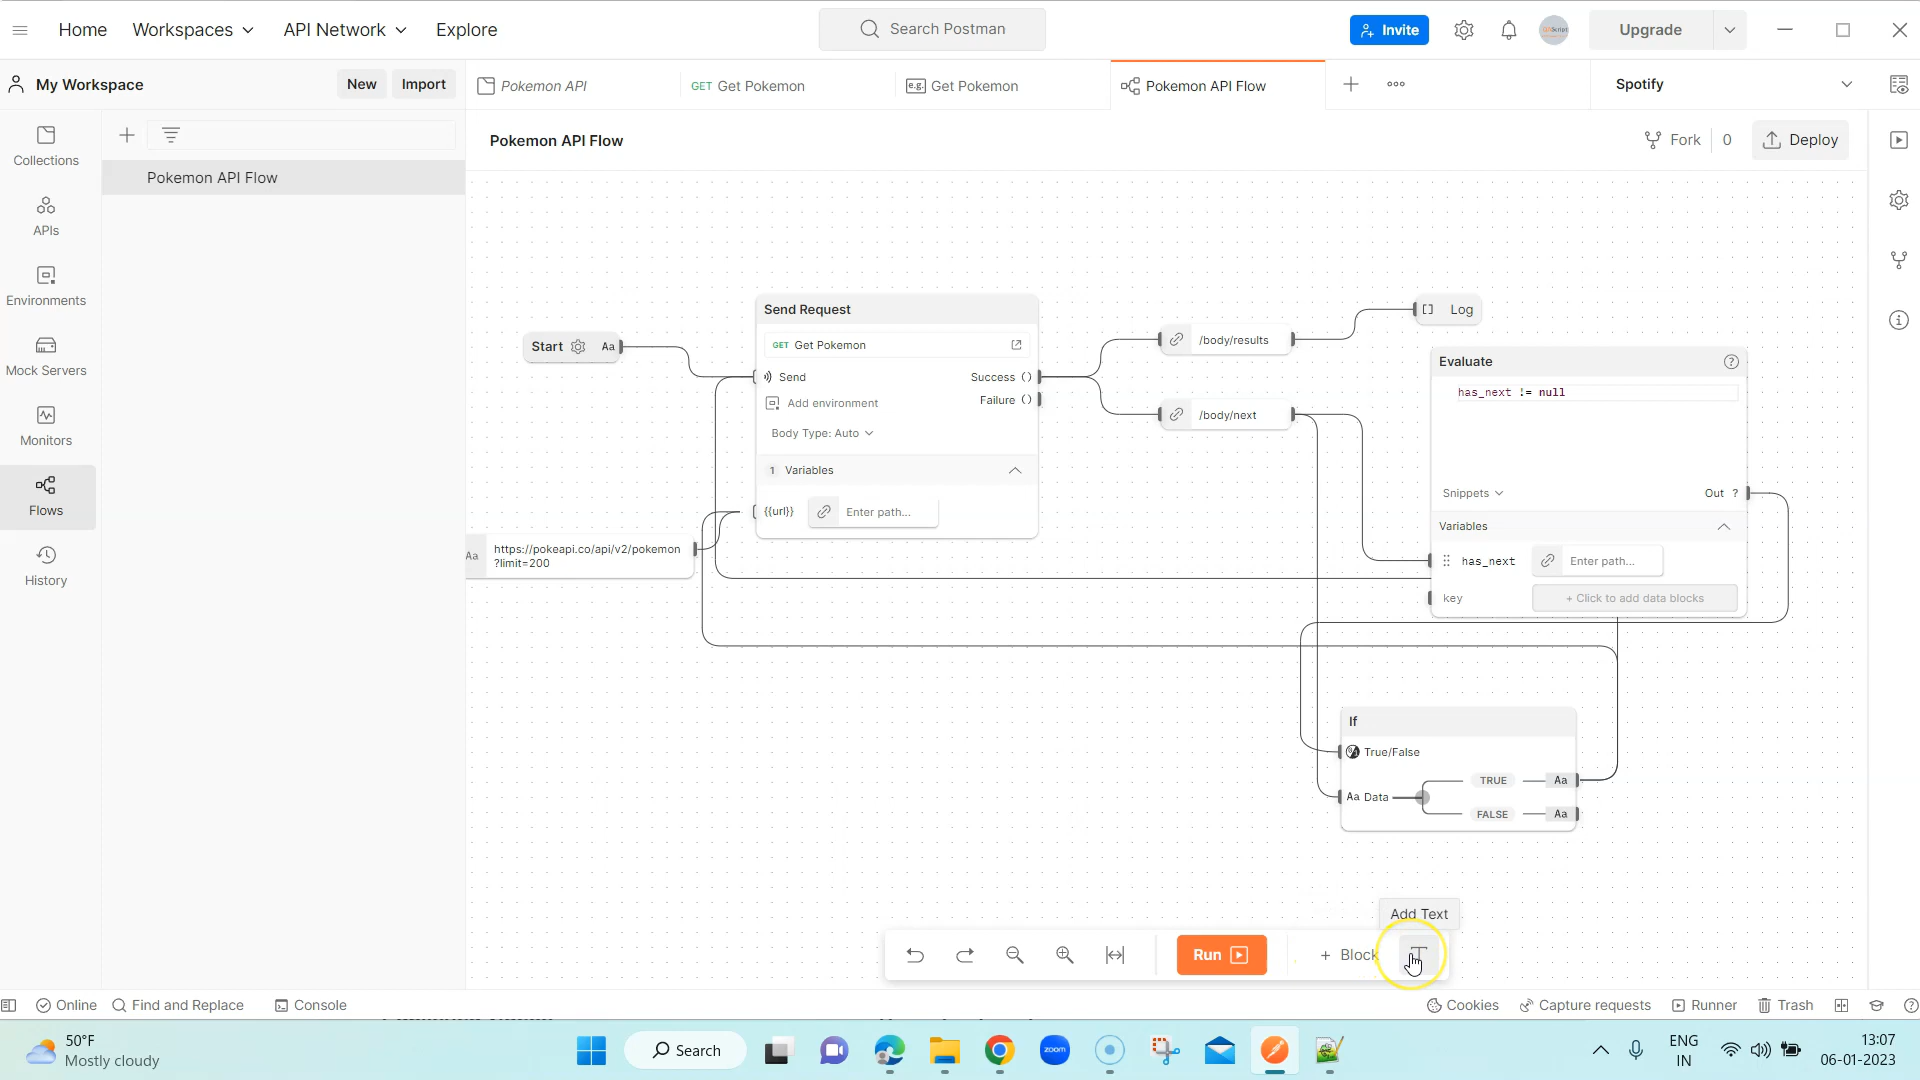 Home
Workspaces
API Network
Explore
Search Postman
Invite
Upgrade
My Workspace
New
Import
Pokemon API
GET Get Pokemon
e.g. Get Pokemon
Pokemon API Flow
Spotify
Collections
Pokemon API Flow
Pokemon API Flow
Fork
0
Deploy
APIs
Environments
Mock Servers
Monitors
Flows
History
Start
Aa
Send Request
GET Get Pokemon
Send
Success ()
Add environment
Failure ()
Body Type: Auto
1 Variables
{{url}}
Enter path...
Aa
https://pokeapi.co/api/v2/pokemon
?limit=200
/body/results
/body/next
[] Log
Evaluate
has_next != null
Snippets
Out ?
Variables
has_next
Enter path...
key
+ Click to add data blocks
If
True/False
TRUE
Aa
Aa Data
FALSE
Aa
Add Text
Run
+ Block
Online
Find and Replace
Console
Cookies
Capture requests
Runner
Trash
50°F
Mostly cloudy
Search
zoom
ENG
IN
13:07
06-01-2023